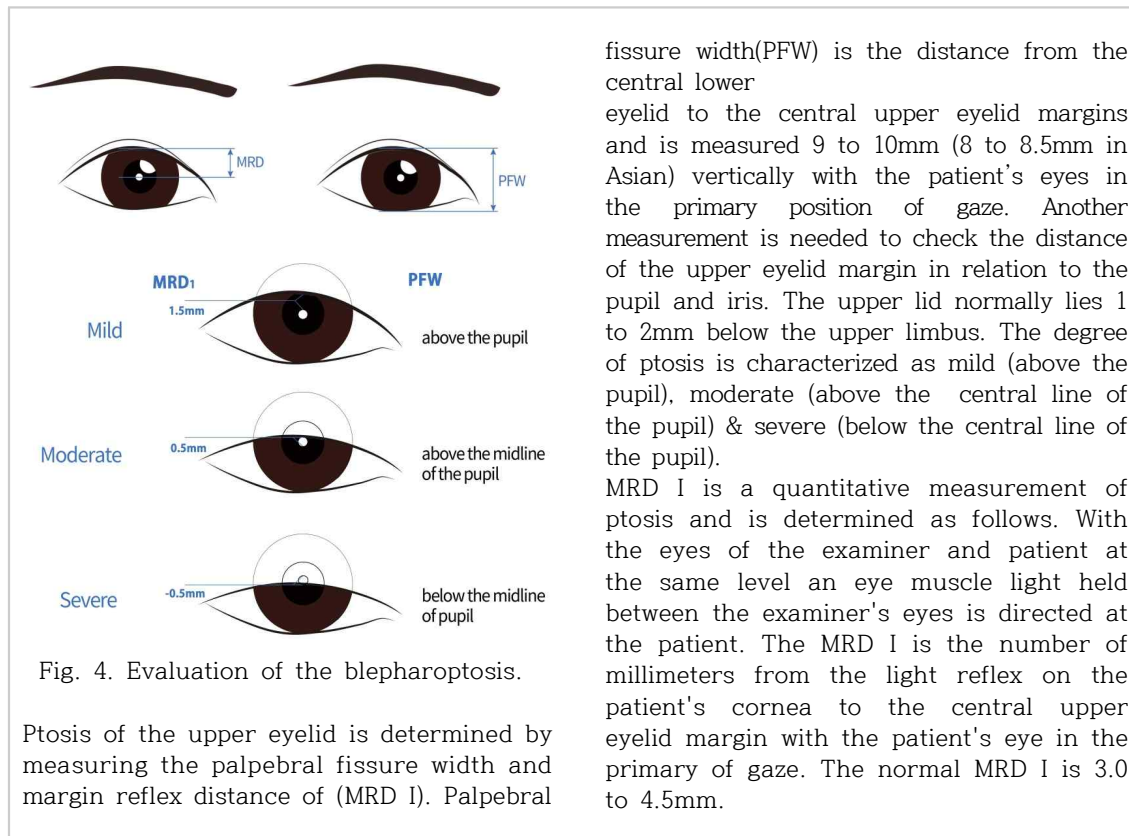 MRD
PFW
MRD1
PFW
1.5mm
Mild
above the pupil
0.5mm
Moderate
above the midline
of the pupil
-0.5mm
Severe
below the midline
of pupil
Fig. 4. Evaluation of the blepharoptosis.
Ptosis of the upper eyelid is determined by
measuring the palpebral fissure width and
margin reflex distance of (MRD I). Palpebral
fissure width(PFW) is the distance from the
central lower
eyelid to the central upper eyelid margins
and is measured 9 to 10mm (8 to 8.5mm in
Asian) vertically with the patient's eyes in
the primary position of gaze. Another
measurement is needed to check the distance
of the upper eyelid margin in relation to the
pupil and iris. The upper lid normally lies 1
to 2mm below the upper limbus. The degree
of ptosis is characterized as mild (above the
pupil), moderate (above the central line of
the pupil) & severe (below the central line of
the pupil).
MRD I is a quantitative measurement of
ptosis and is determined as follows. With
the eyes of the examiner and patient at
the same level an eye muscle light held
between the examiner's eyes is directed at
the patient. The MRD I is the number of
millimeters from the light reflex on the
patient's cornea to the central upper
eyelid margin with the patient's eye in the
primary of gaze. The normal MRD I is 3.0
to 4.5mm.